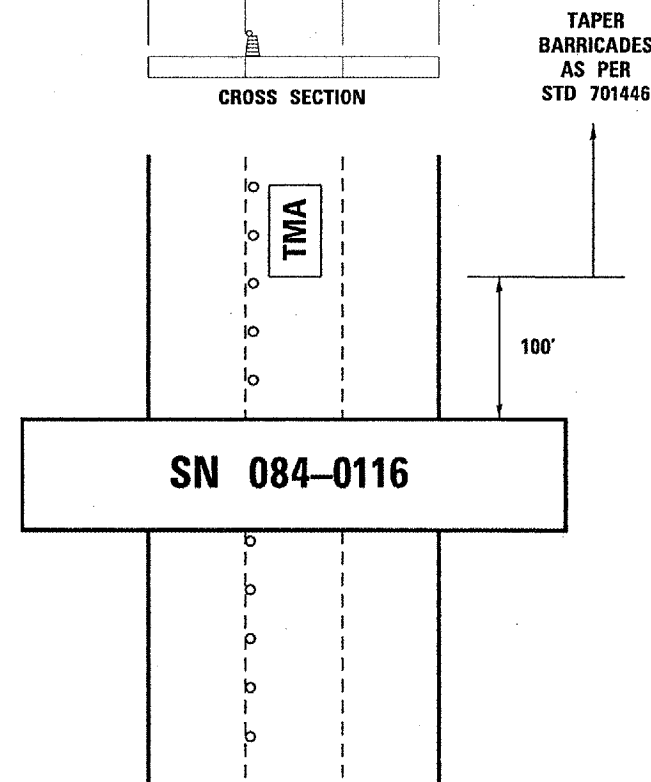 TAPER
BARRICADES
AS PER
STD 701446
CROSS SECTION
TMA
100'
SN 084–0116